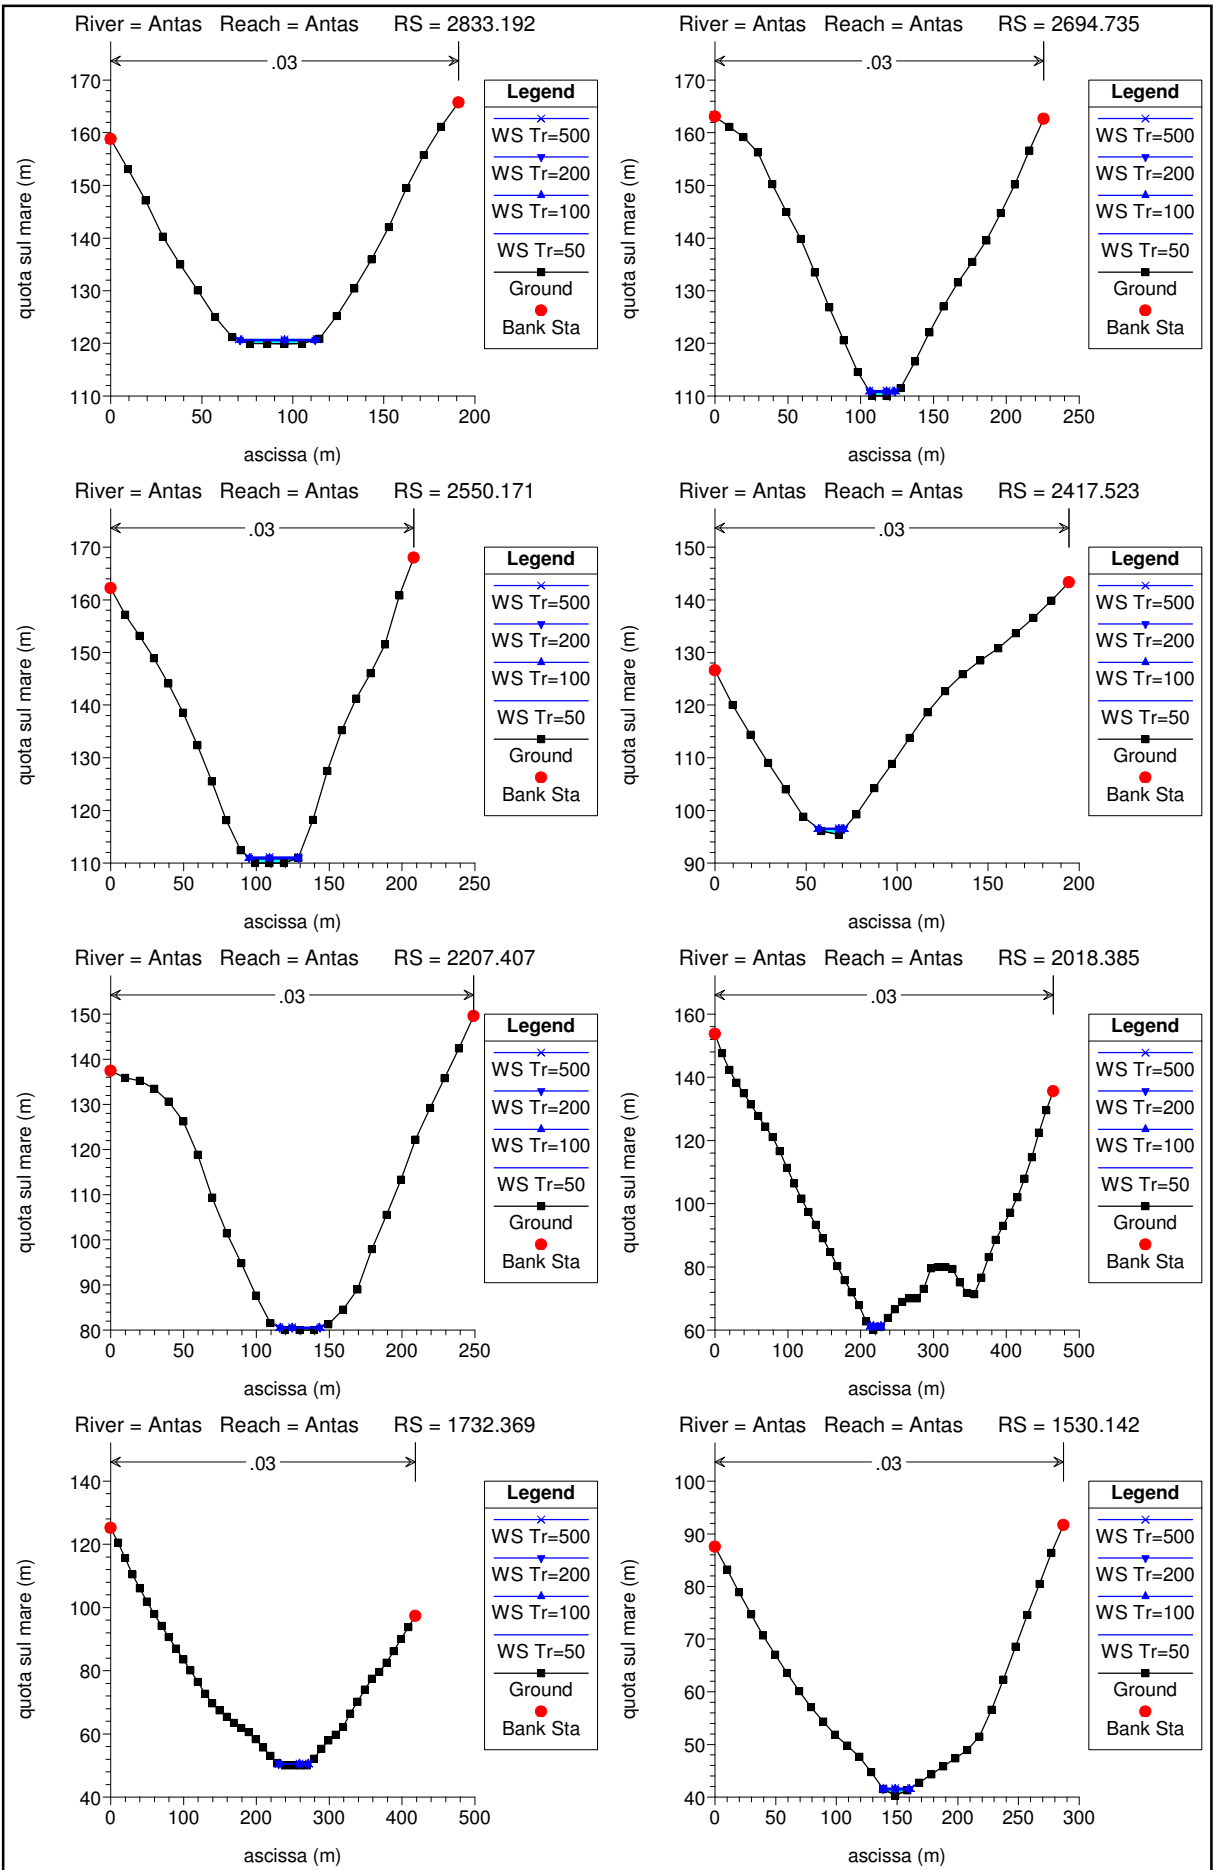 River = Antas Reach = Antas RS = 2833.192
.03
170
160
150
140
130
120
110
0 50 100 150 200
ascissa (m)
quota sul mare (m)
Legend
WS Tr=500
WS Tr=200
WS Tr=100
WS Tr=50
Ground
Bank Sta
River = Antas Reach = Antas RS = 2694.735
.03
170
160
150
140
130
120
110
0 50 100 150 200 250
ascissa (m)
quota sul mare (m)
Legend
WS Tr=500
WS Tr=200
WS Tr=100
WS Tr=50
Ground
Bank Sta
River = Antas Reach = Antas RS = 2550.171
.03
170
160
150
140
130
120
110
0 50 100 150 200 250
ascissa (m)
quota sul mare (m)
Legend
WS Tr=500
WS Tr=200
WS Tr=100
WS Tr=50
Ground
Bank Sta
River = Antas Reach = Antas RS = 2417.523
.03
150
140
130
120
110
100
90
0 50 100 150 200
ascissa (m)
quota sul mare (m)
Legend
WS Tr=500
WS Tr=200
WS Tr=100
WS Tr=50
Ground
Bank Sta
River = Antas Reach = Antas RS = 2207.407
.03
150
140
130
120
110
100
90
80
0 50 100 150 200 250
ascissa (m)
quota sul mare (m)
Legend
WS Tr=500
WS Tr=200
WS Tr=100
WS Tr=50
Ground
Bank Sta
River = Antas Reach = Antas RS = 2018.385
.03
160
140
120
100
80
60
0 100 200 300 400 500
ascissa (m)
quota sul mare (m)
Legend
WS Tr=500
WS Tr=200
WS Tr=100
WS Tr=50
Ground
Bank Sta
River = Antas Reach = Antas RS = 1732.369
.03
140
120
100
80
60
40
0 100 200 300 400 500
ascissa (m)
quota sul mare (m)
Legend
WS Tr=500
WS Tr=200
WS Tr=100
WS Tr=50
Ground
Bank Sta
River = Antas Reach = Antas RS = 1530.142
.03
100
90
80
70
60
50
40
0 50 100 150 200 250 300
ascissa (m)
quota sul mare (m)
Legend
WS Tr=500
WS Tr=200
WS Tr=100
WS Tr=50
Ground
Bank Sta